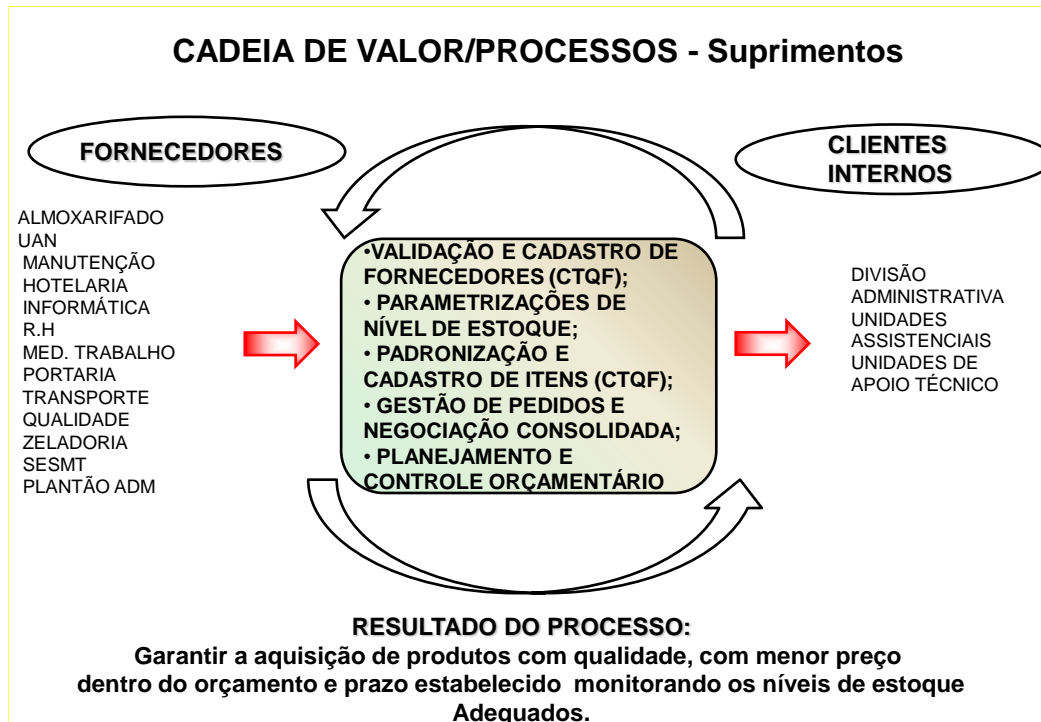 CADEIA DE VALOR/PROCESSOS - Suprimentos
FORNECEDORES
ALMOXARIFADO
UAN
MANUTENÇÃO
HOTELARIA
INFORMÁTICA
R.H
MED. TRABALHO
PORTARIA
TRANSPORTE
QUALIDADE
ZELADORIA
SESMT
PLANTÃO ADM
•VALIDAÇÃO E CADASTRO DE
FORNECEDORES (CTQF);
• PARAMETRIZAÇÕES DE
NÍVEL DE ESTOQUE;
• PADRONIZAÇÃO E
CADASTRO DE ITENS (CTQF);
• GESTÃO DE PEDIDOS E
NEGOCIAÇÃO CONSOLIDADA;
• PLANEJAMENTO E
CONTROLE ORÇAMENTÁRIO
CLIENTES
INTERNOS
DIVISÃO
ADMINISTRATIVA
UNIDADES
ASSISTENCIAIS
UNIDADES DE
APOIO TÉCNICO
RESULTADO DO PROCESSO:
Garantir a aquisição de produtos com qualidade, com menor preço
dentro do orçamento e prazo estabelecido monitorando os níveis de estoque
Adequados.